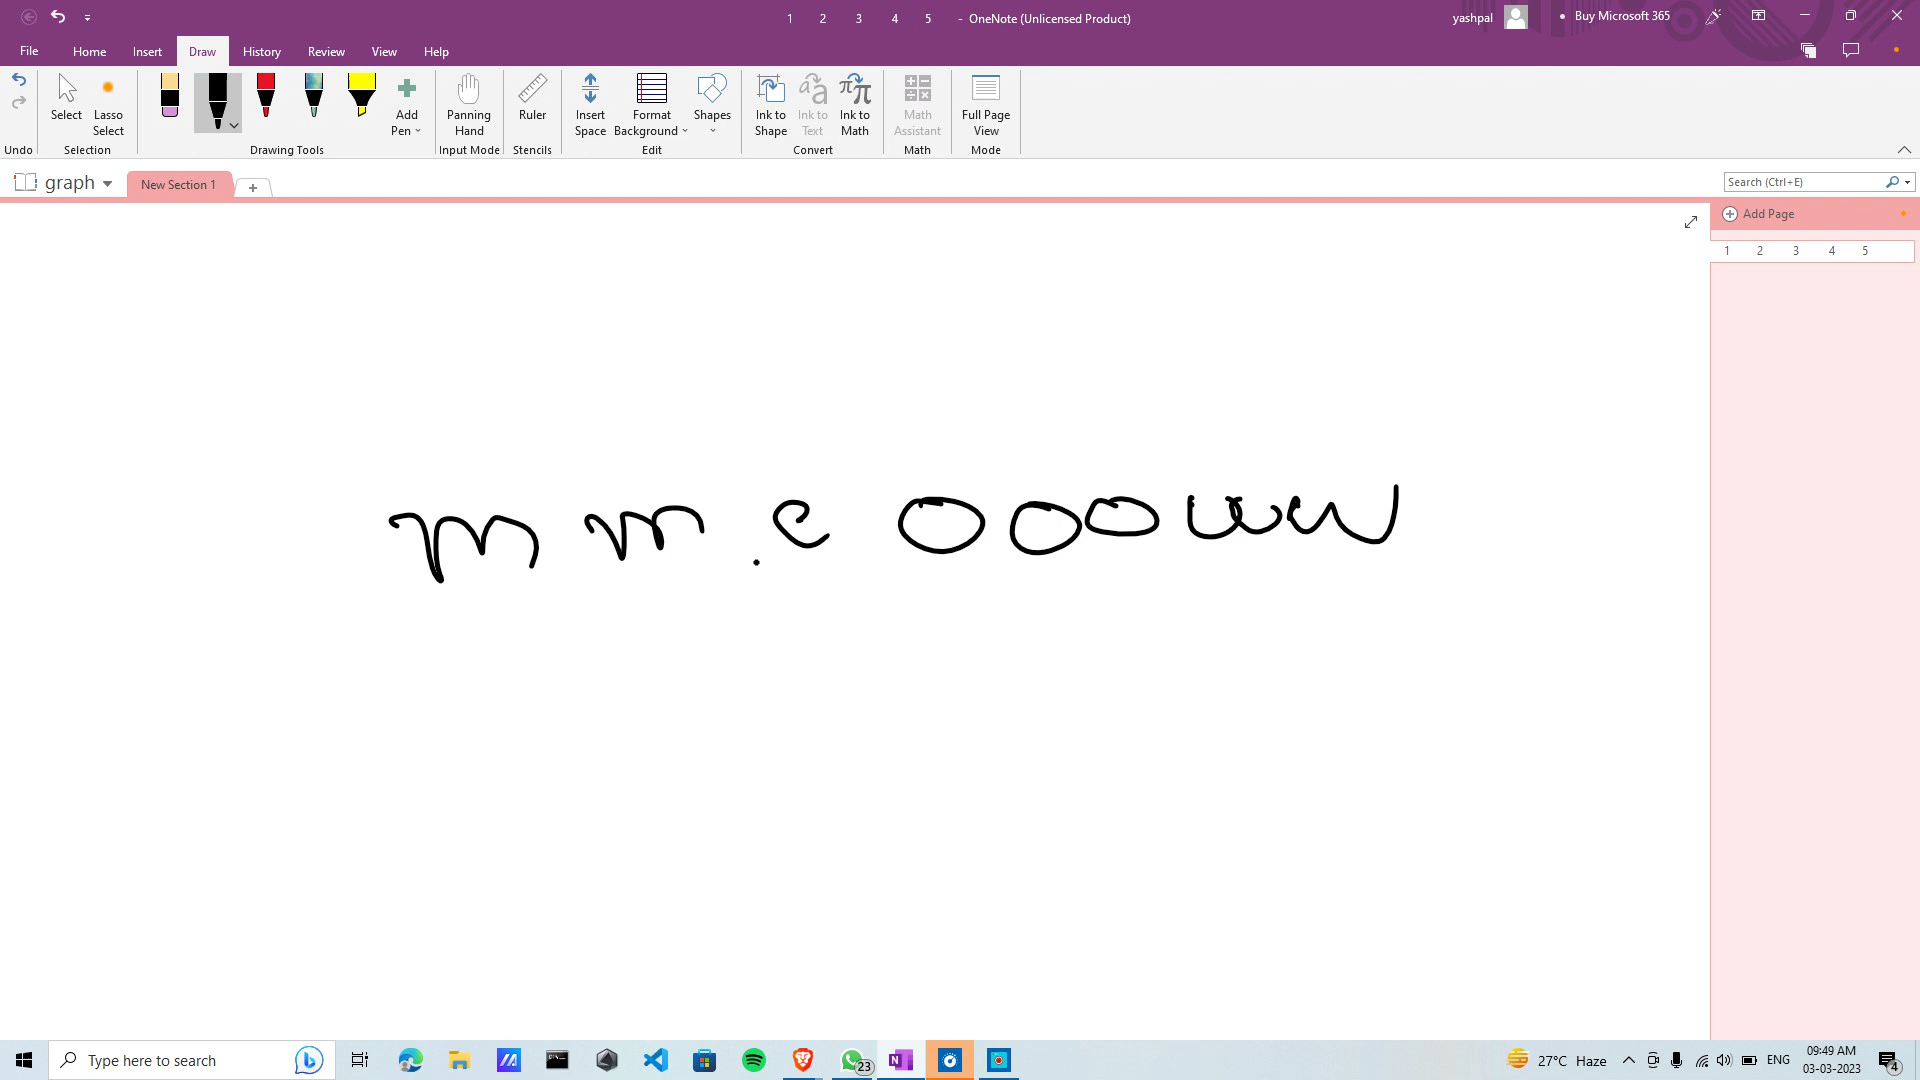 1 2 3 4 5 - OneNote (Unlicensed Product) yashpal Buy Microsoft 365
File Home Insert Draw History Review View Help
Select Lasso Select Add Pen Panning Hand Ruler Insert Space Format Background Shapes Ink to Shape Ink to Text Ink to Math Math Assistant Full Page View
Undo Selection Drawing Tools Input Mode Stencils Edit Convert Math Mode
graph New Section 1 Search (Ctrl+E)
Add Page
1 2 3 4 5
m m . e o o o w w
Type here to search 23 27°C Haze ENG 09:49 AM 4
03-03-2023